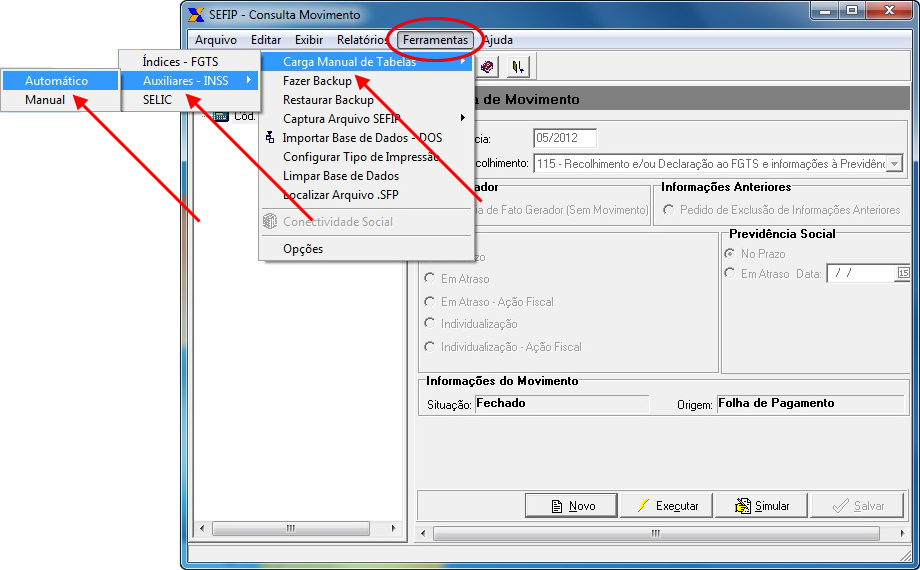 SEFIP - Consulta Movimento
Arquivo Editar Exibir Relatórios Ferramentas Ajuda
Índices - FGTS
Auxiliares - INSS
SELIC
Automático
Manual
Cód.
Carga Manual de Tabelas
Fazer Backup
Restaurar Backup
Captura Arquivo SEFIP
Importar Base de Dados - DOS
Configurar Tipo de Impressão
Limpar Base de Dados
Localizar Arquivo .SFP
Conectividade Social
Opções
de Movimento
05/2012
115 - Recolhimento e/ou Declaração ao FGTS e informações à
de Fato Gerador (Sem Movimento)
Informações Anteriores
Pedido de Exclusão de Informações Anteriores
Em Atraso
Em Atraso - Ação Fiscal
Individualização
Individualização - Ação Fiscal
Previdência Social
No Prazo
Em Atraso Data: / / 15
Informações do Movimento
Situação: Fechado Origem: Folha de Pagamento
Novo Executar Simular Salvar